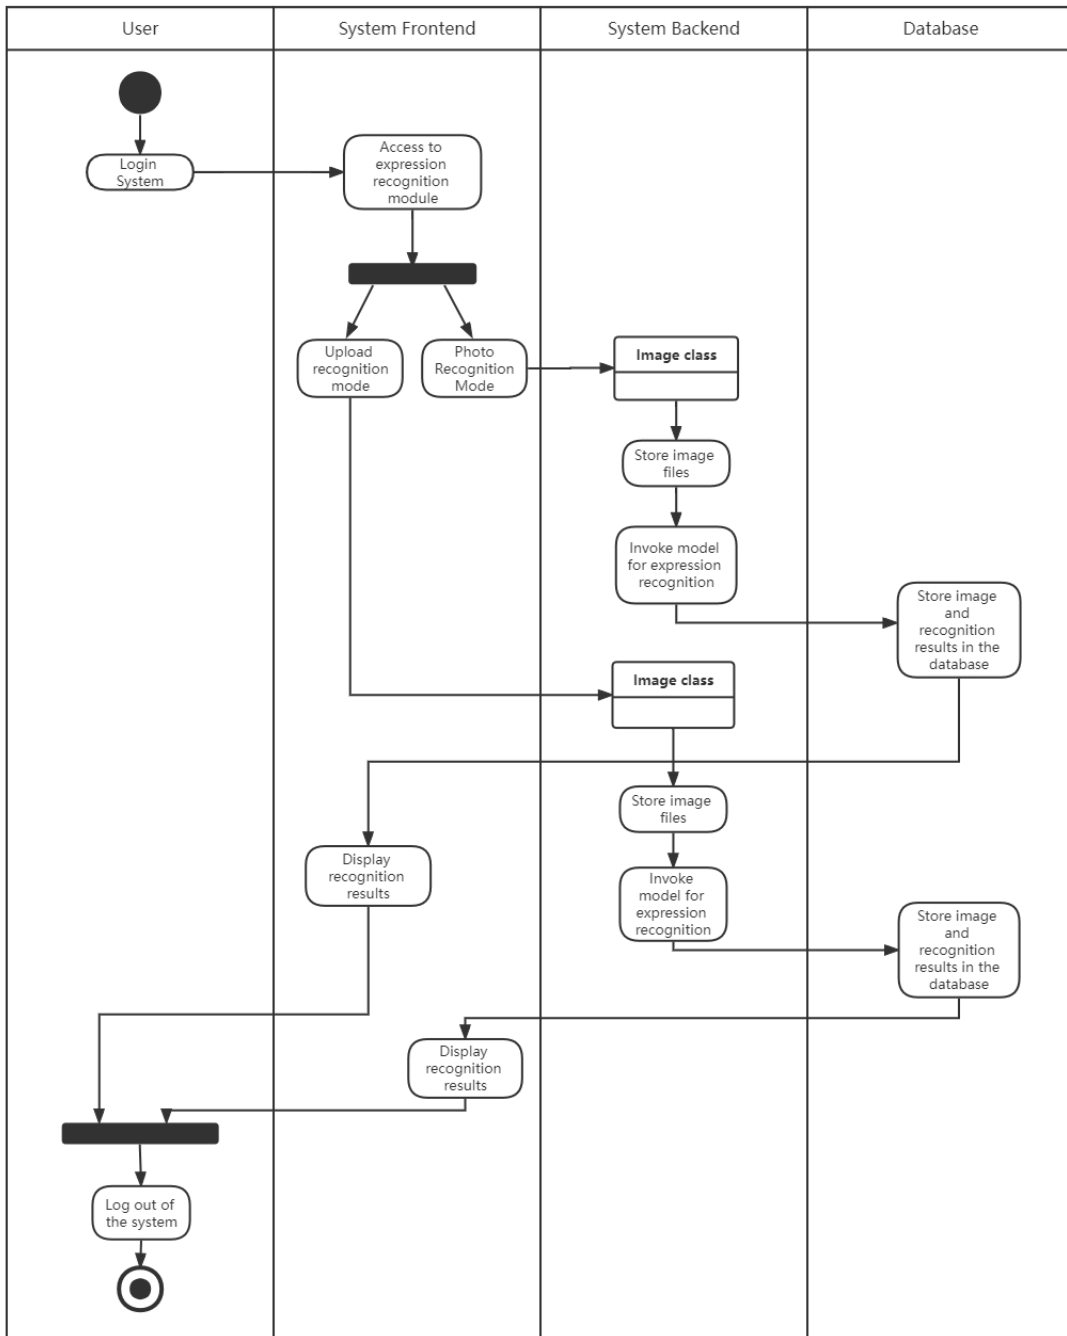 User
System Frontend
System Backend
Database
Login
System
Access to
expression
recognition
module
Upload
recognition
mode
Photo
Recognition
Mode
Image class
Store image
files
Invoke model
for expression
recognition
Store image
and
recognition
results in the
database
Image class
Store image
files
Display
recognition
results
Invoke
model for
expression
recognition
Store image
and
recognition
results in the
database
Display
recognition
results
Log out of
the system